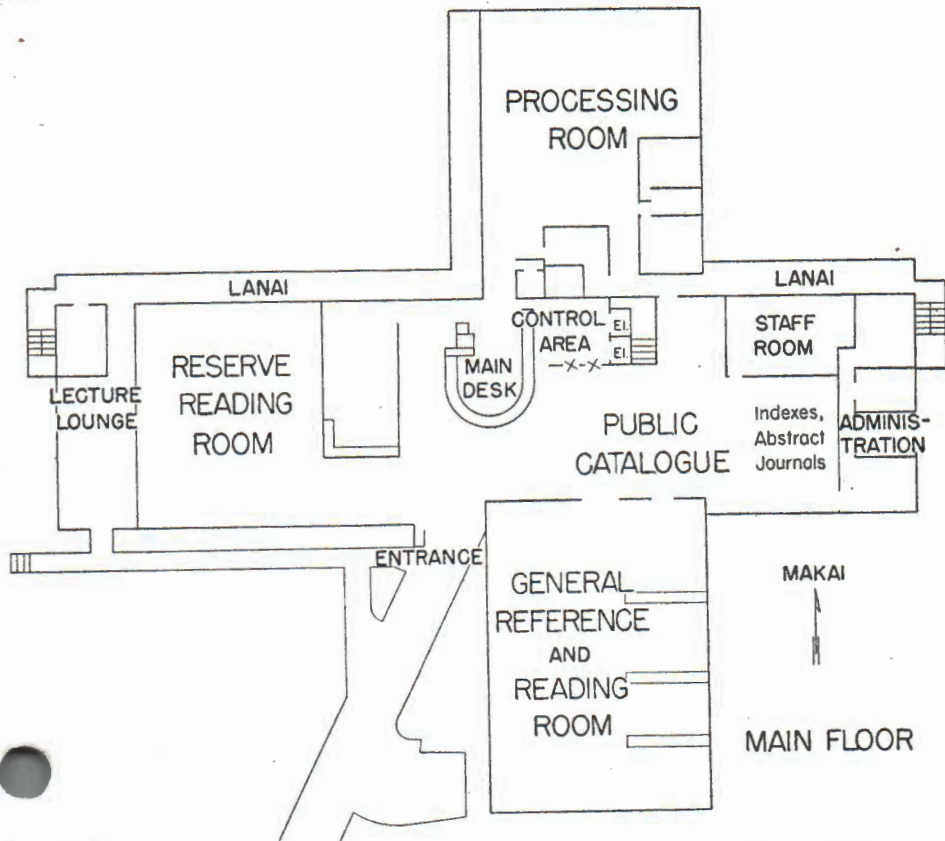 PROCESSING
ROOM
LANAI
LANAI
CONTROL
AREA
El.
El.
STAFF
ROOM
MAIN
DESK
RESERVE
READING
ROOM
LECTURE
LOUNGE
PUBLIC
CATALOGUE
Indexes,
Abstract
Journals
ADMINIS-
TRATION
ENTRANCE
GENERAL
REFERENCE
AND
READING
ROOM
MAKAI
MAIN FLOOR